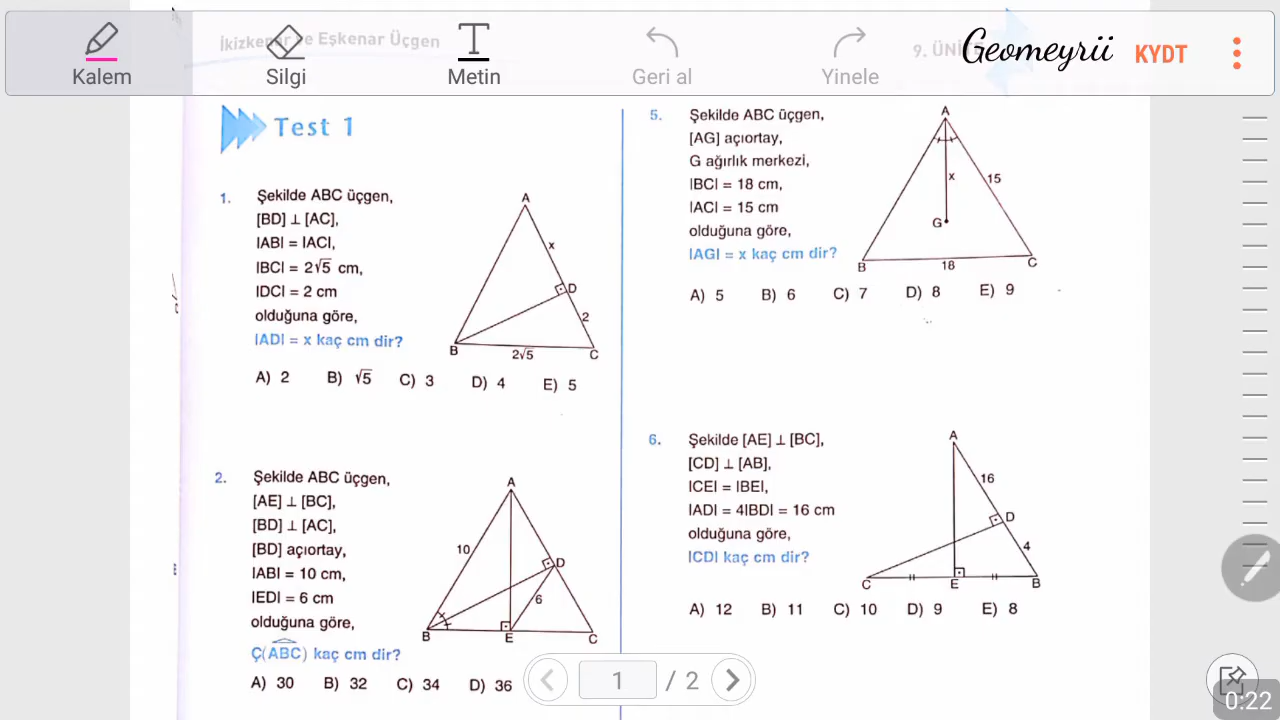 İkizkenar ve Eşkenar Üçgen
9. ÜNİ
Geomeyrii KYDT
Kalem
Silgi
Metin
Geri al
Yinele
Test 1
1. Şekilde ABC üçgen,
[BD] ⊥ [AC],
|AB| = |AC|,
|BC| = 2√5 cm,
|DC| = 2 cm
olduğuna göre,
|AD| = x kaç cm dir?
A
x
D
2
B
2√5
C
A) 2 B) √5 C) 3 D) 4 E) 5
2. Şekilde ABC üçgen,
[AE] ⊥ [BC],
[BD] ⊥ [AC],
[BD] açıortay,
|AB| = 10 cm,
|ED| = 6 cm
olduğuna göre,
Ç(ABC) kaç cm dir?
A
10
D
6
B
E
C
A) 30 B) 32 C) 34 D) 36
5. Şekilde ABC üçgen,
[AG] açıortay,
G ağırlık merkezi,
|BC| = 18 cm,
|AC| = 15 cm
olduğuna göre,
|AG| = x kaç cm dir?
A
x
15
G
B
18
C
A) 5 B) 6 C) 7 D) 8 E) 9
6. Şekilde [AE] ⊥ [BC],
[CD] ⊥ [AB],
|CE| = |BE|,
|AD| = 4|BD| = 16 cm
olduğuna göre,
|CD| kaç cm dir?
A
16
D
4
C
E
B
A) 12 B) 11 C) 10 D) 9 E) 8
1 / 2
0:22